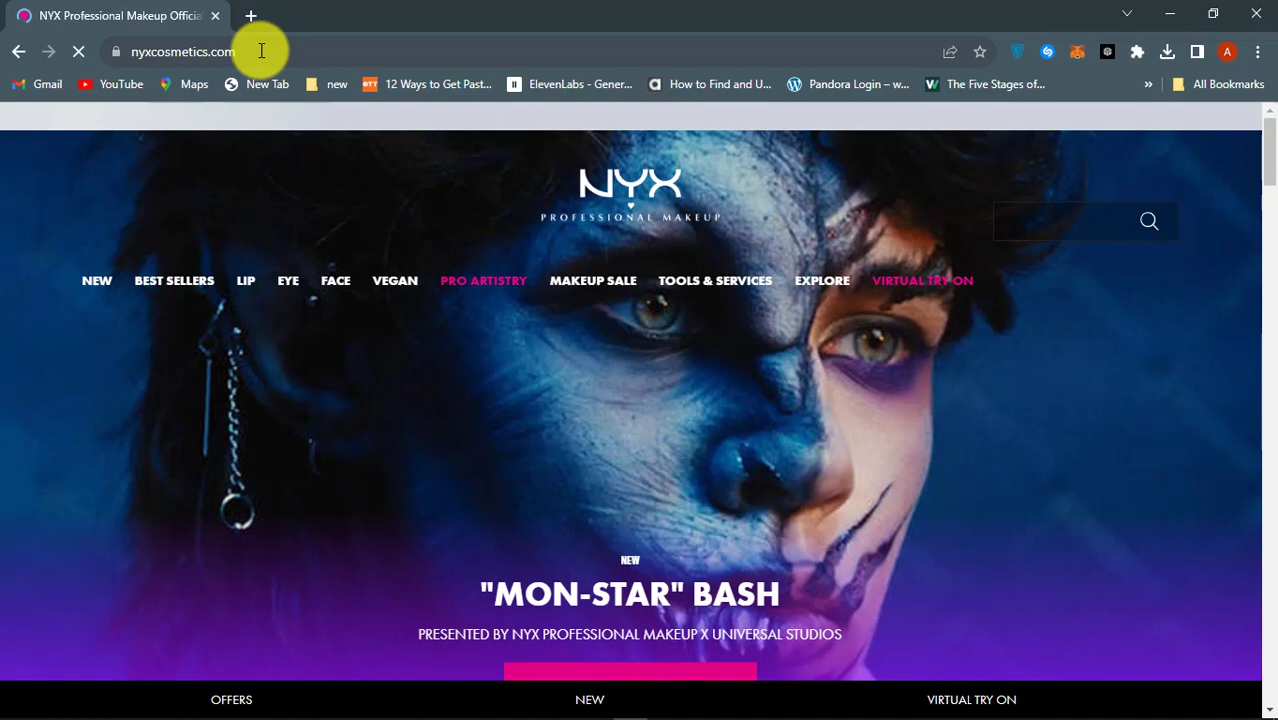 NYX Professional Makeup Official
nyxcosmetics.com
A
Gmail
YouTube
Maps
New Tab
new
OTT
12 Ways to Get Past...
ElevenLabs - Gener...
How to Find and U...
Pandora Login – w...
The Five Stages of...
»
All Bookmarks
NYX
PROFESSIONAL MAKEUP
NEW
BEST SELLERS
LIP
EYE
FACE
VEGAN
PRO ARTISTRY
MAKEUP SALE
TOOLS & SERVICES
EXPLORE
VIRTUAL TRY ON
NEW
"MON-STAR" BASH
PRESENTED BY NYX PROFESSIONAL MAKEUP X UNIVERSAL STUDIOS
OFFERS
NEW
VIRTUAL TRY ON